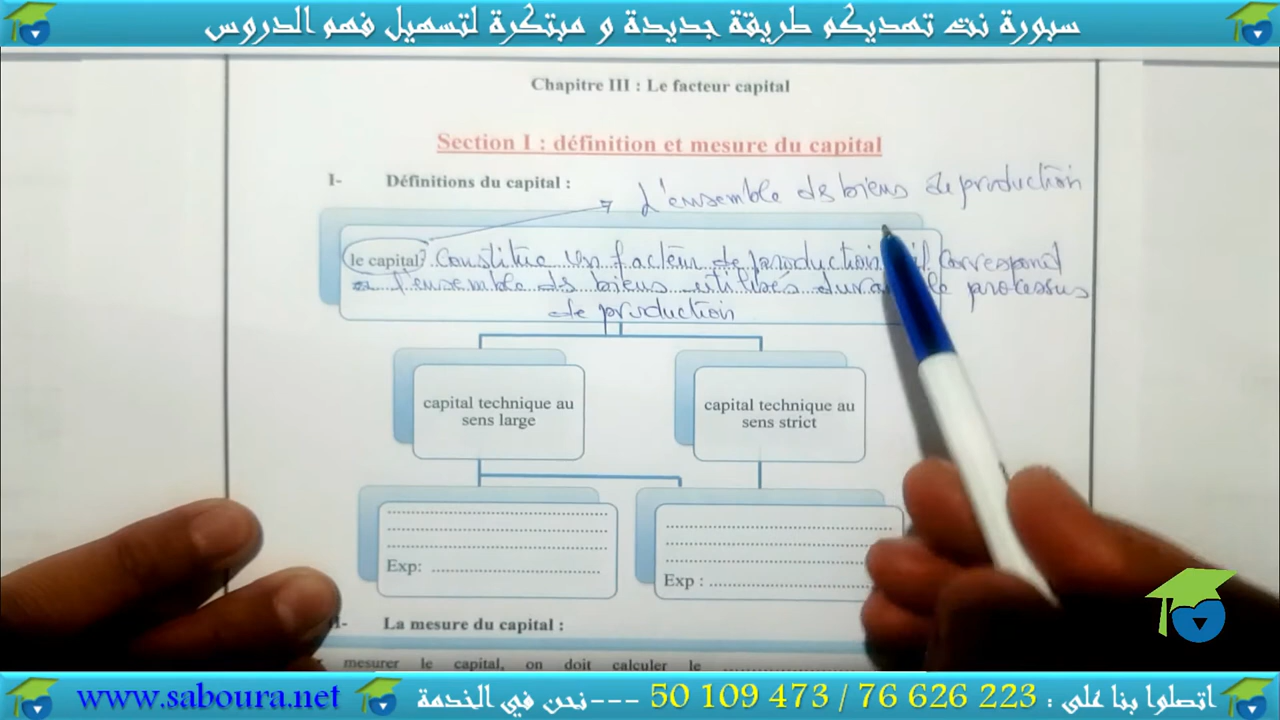 سبورة نت تهديكم طريقة جديدة و مبتكرة لتسهيل فهم الدروس
Chapitre III : Le facteur capital
Section I : définition et mesure du capital
I- Définitions du capital :
L'ensemble ds biens de production
le capital: Constitue un facteur de production, il correspond
a l'ensemble ds biens utilisés durant le processus
de production
capital technique au
sens large
capital technique au
sens strict
Exp: ........................................
Exp : ........................................
II- La mesure du capital :
mesurer le capital, on doit calculer le ........................
www.saboura.net
اتصلوا بنا على : 223 626 76 / 473 109 50 ---نحن في الخدمة